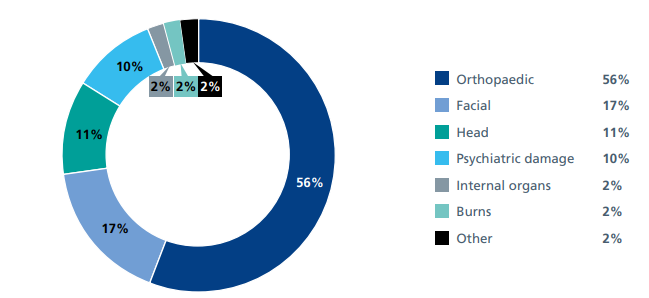 10%
2% 2% 2%
11%
56%
17%
Orthopaedic 56%
Facial 17%
Head 11%
Psychiatric damage 10%
Internal organs 2%
Burns 2%
Other 2%